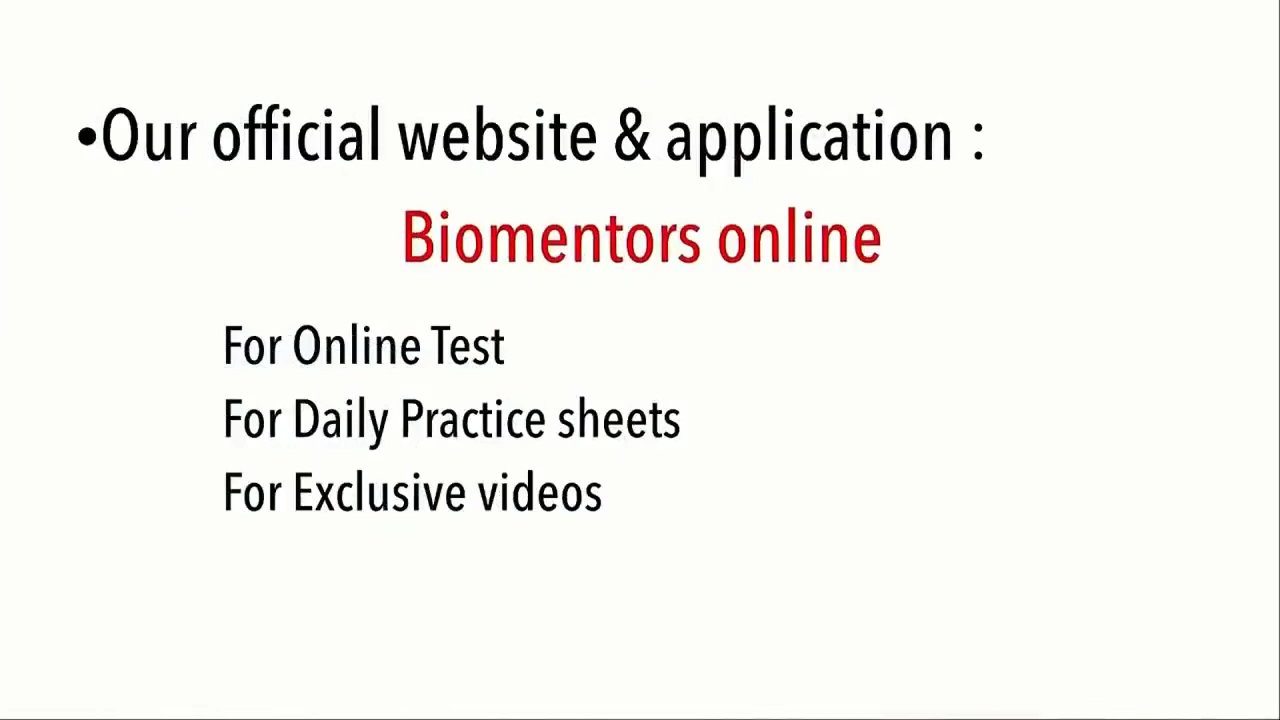 •Our official website & application :
Biomentors online
For Online Test
For Daily Practice sheets
For Exclusive videos